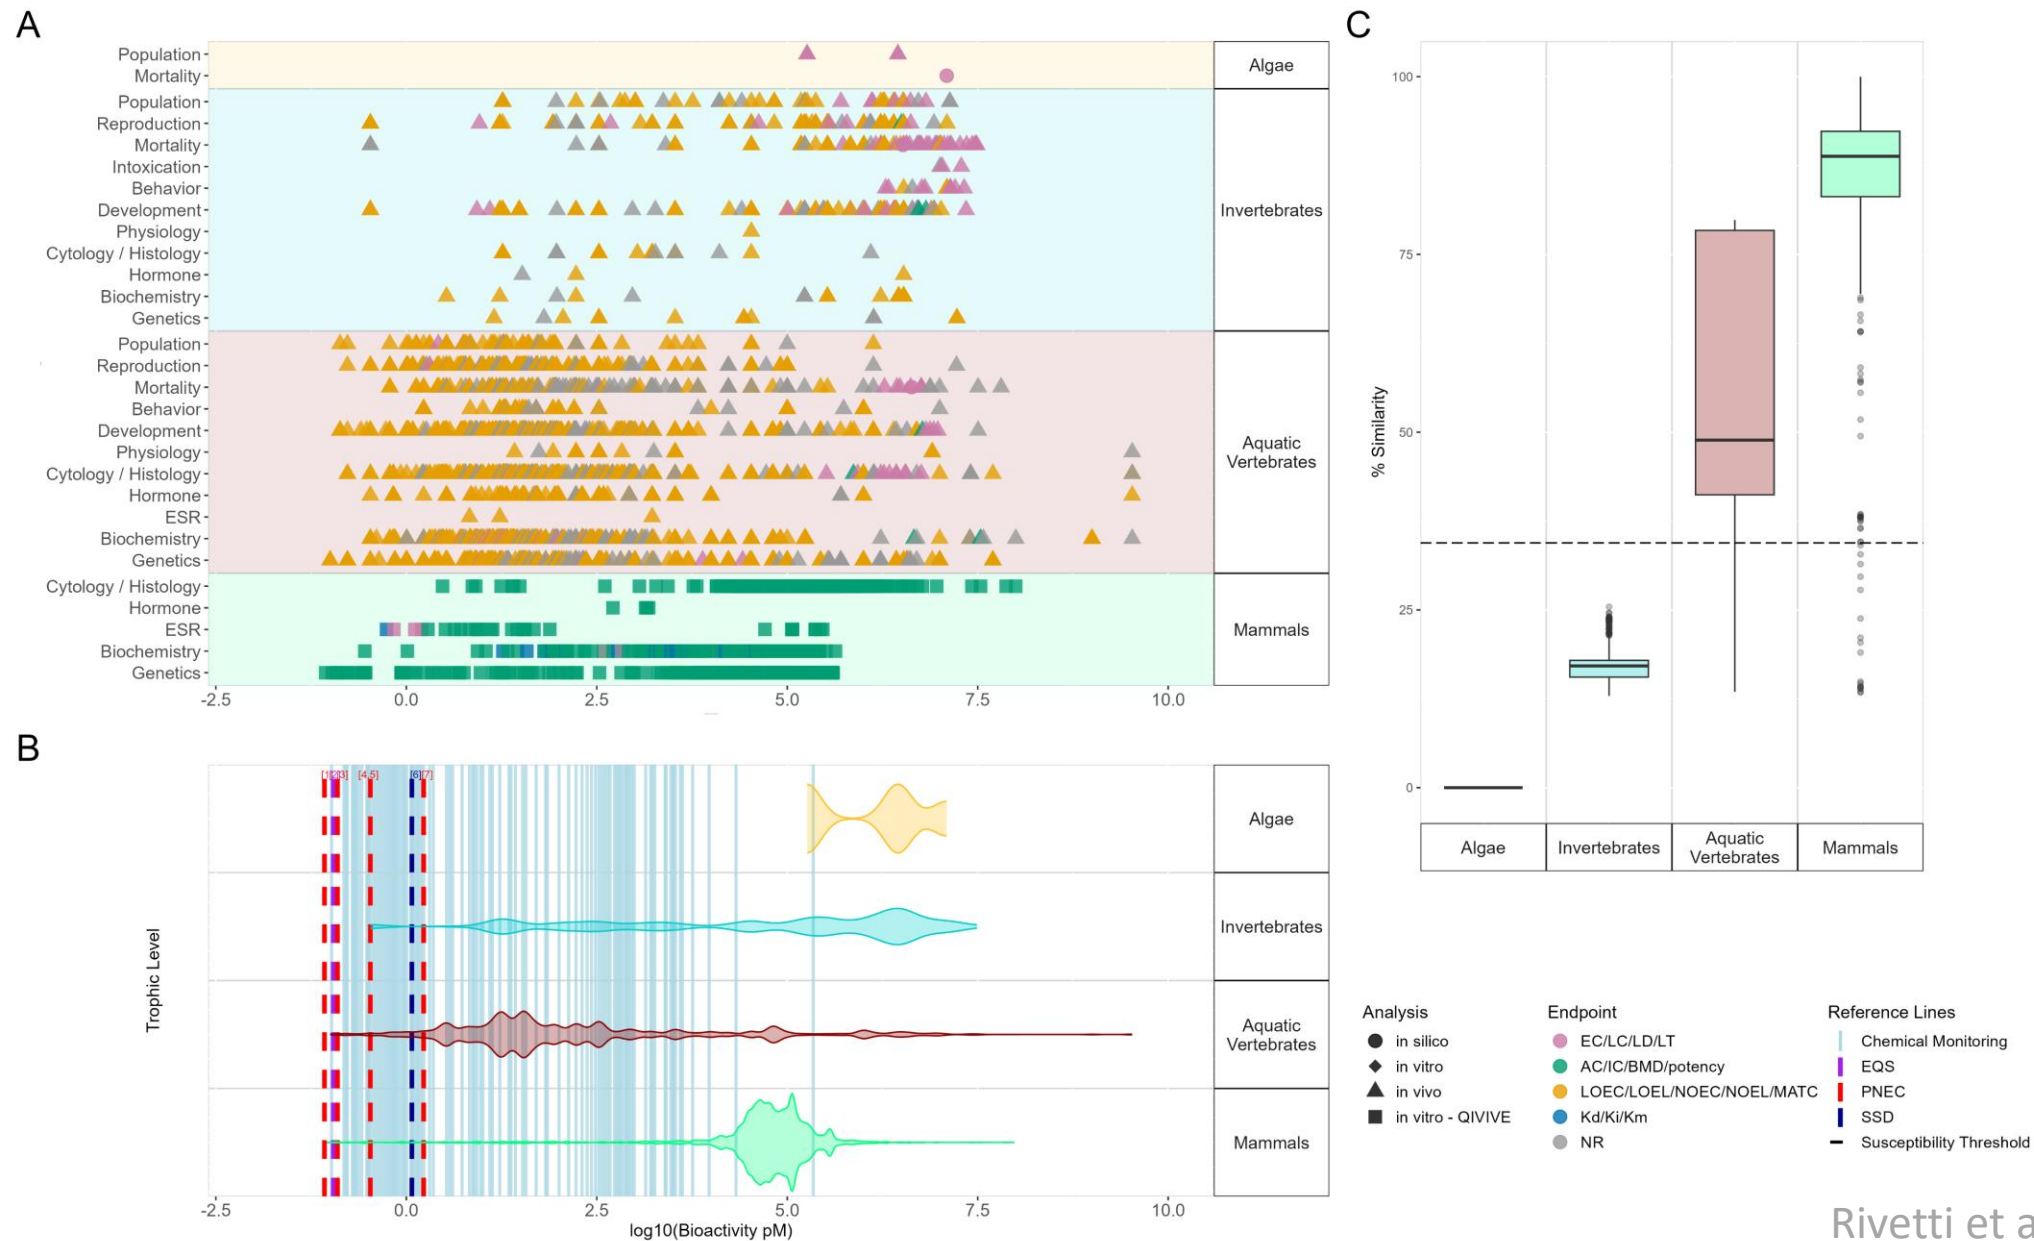 A
Population
Mortality
Algae
Population
Reproduction
Mortality
Intoxication
Behavior
Development
Physiology
Cytology / Histology
Hormone
Biochemistry
Genetics
Invertebrates
Population
Reproduction
Mortality
Behavior
Development
Physiology
Cytology / Histology
Hormone
ESR
Biochemistry
Genetics
Aquatic
Vertebrates
Cytology / Histology
Hormone
ESR
Biochemistry
Genetics
Mammals
-2.5 0.0 2.5 5.0 7.5 10.0
B
[4,5] [6] [7]
Trophic Level
Algae
Invertebrates
Aquatic
Vertebrates
Mammals
-2.5 0.0 2.5 5.0 7.5 10.0
log10(Bioactivity pM)
C
% Similarity
100
75
50
25
0
Algae
Invertebrates
Aquatic
Vertebrates
Mammals
Analysis
in silico
in vitro
in vivo
in vitro - QIVIVE
Endpoint
EC/LC/LD/LT
AC/IC/BMD/potency
LOEC/LOEL/NOEC/NOEL/MATC
Kd/Ki/Km
NR
Reference Lines
Chemical Monitoring
EQS
PNEC
SSD
Susceptibility Threshold
Rivetti et a